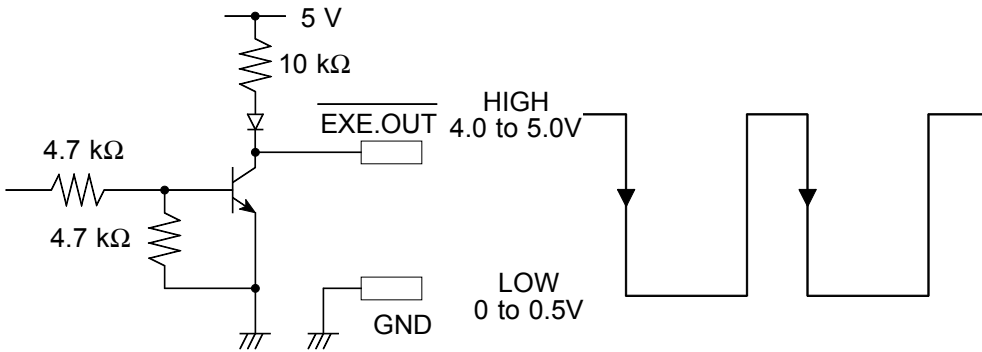 5 V
10 kΩ
EXE.OUT
HIGH
4.0 to 5.0V
4.7 kΩ
4.7 kΩ
GND
LOW
0 to 0.5V